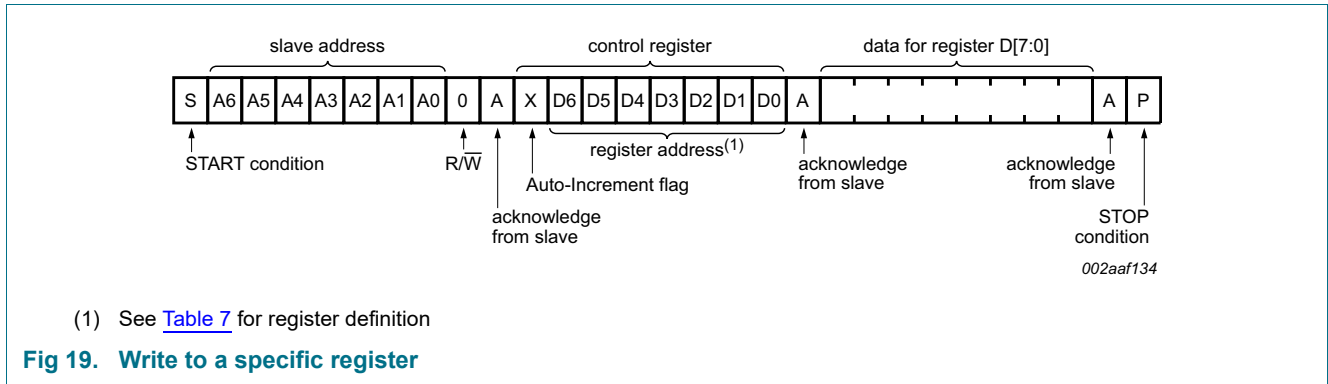 slave address
control register
data for register D[7:0]
S A6 A5 A4 A3 A2 A1 A0 0 A X D6 D5 D4 D3 D2 D1 D0 A A P
register address(1)
START condition
R/W̅
Auto-Increment flag
acknowledge
from slave
acknowledge
from slave
acknowledge
from slave
STOP
condition
002aaf134
(1) See Table 7 for register definition
Fig 19. Write to a specific register